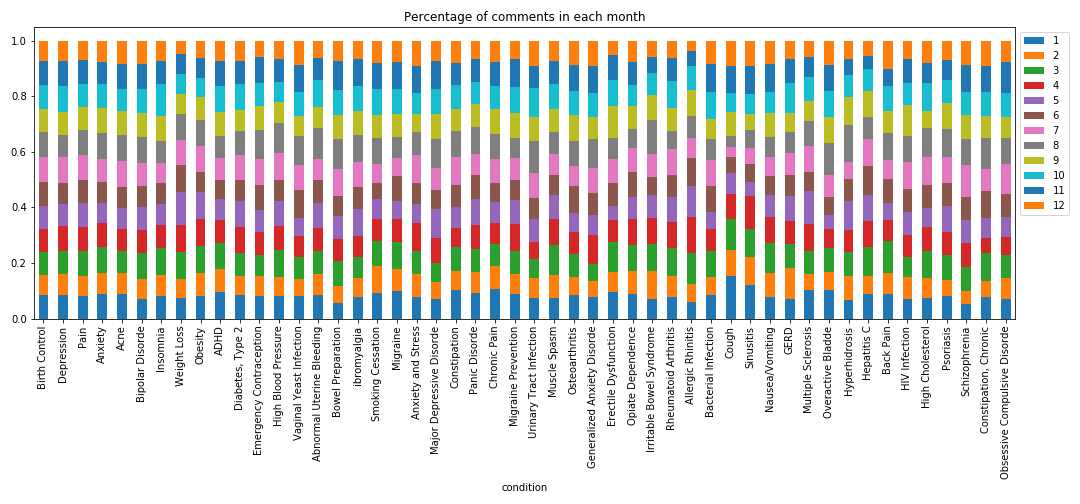 Percentage of comments in each month
1.0
0.8
0.6
0.4
0.2
0.0
Birth Control
Depression
Pain
Anxiety
Acne
Bipolar Disorde
Insomnia
Weight Loss
Obesity
ADHD
Diabetes, Type 2
Emergency Contraception
High Blood Pressure
Vaginal Yeast Infection
Abnormal Uterine Bleeding
Bowel Preparation
ibromyalgia
Smoking Cessation
Migraine
Anxiety and Stress
Major Depressive Disorde
Constipation
Panic Disorde
Chronic Pain
Migraine Prevention
Urinary Tract Infection
Muscle Spasm
Osteoarthritis
Generalized Anxiety Disorde
Erectile Dysfunction
Opiate Dependence
Irritable Bowel Syndrome
Rheumatoid Arthritis
Allergic Rhinitis
Bacterial Infection
Cough
Sinusitis
Nausea/Vomiting
GERD
Multiple Sclerosis
Overactive Bladde
Hyperhidrosis
Hepatitis C
Back Pain
HIV Infection
High Cholesterol
Psoriasis
Schizophrenia
Constipation, Chronic
Obsessive Compulsive Disorde
condition
1
2
3
4
5
6
7
8
9
10
11
12